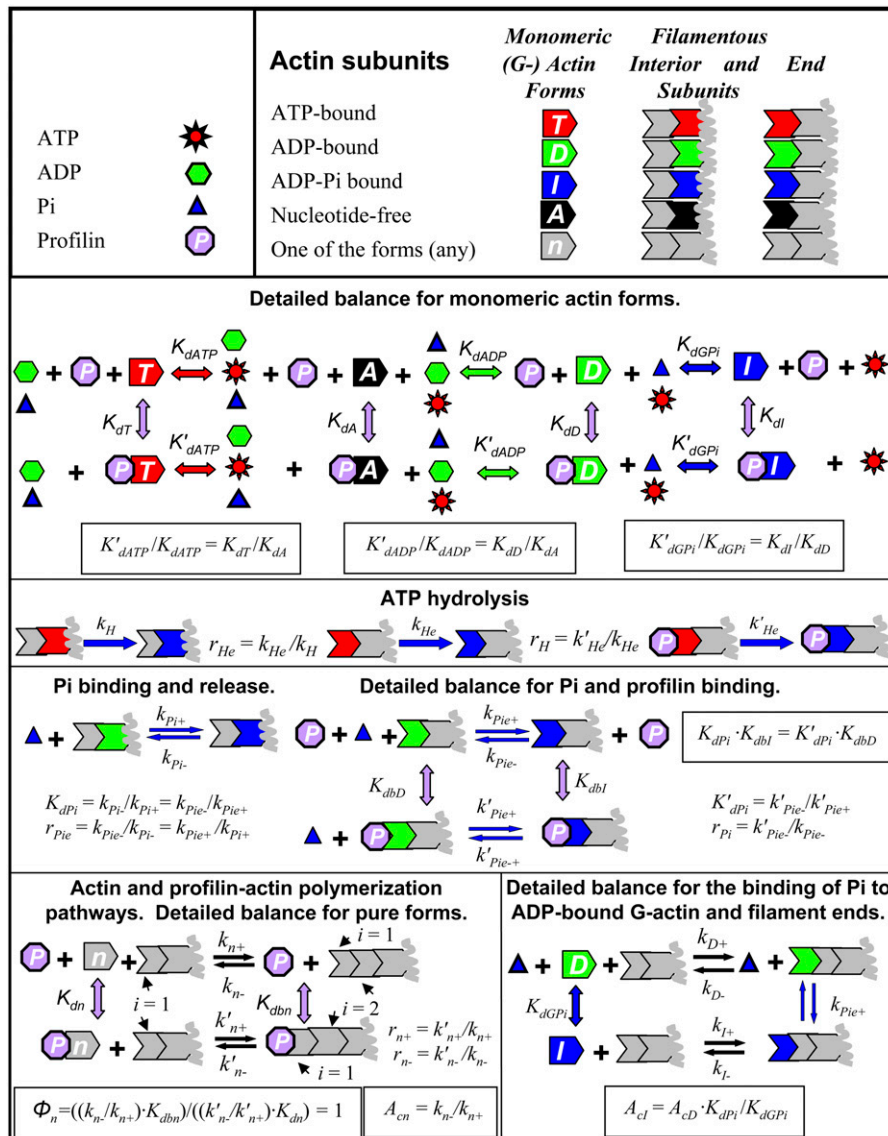 Actin subunits
Monomeric (G-) Actin Forms
Filamentous Interior and End Subunits
ATP
ADP
Pi
Profilin
ATP-bound
ADP-bound
ADP-Pi bound
Nucleotide-free
One of the forms (any)
T
D
I
A
n
P
Detailed balance for monomeric actin forms.
+ P + T K_dATP + P + A + K_dADP P + D + K_dGPi I + P +
K_dT K_dA K_dD K_dI
+ PT K'_dATP + PA + K'_dADP PD + K'_dGPi PI +
K'_dATP/K_dATP = K_dT/K_dA
K'_dADP/K_dADP = K_dD/K_dA
K'_dGPi/K_dGPi = K_dI/K_dD
ATP hydrolysis
k_H
r_He = k_He/k_H
k_He
r_H = k'_He/k_He
P k'_He P
Pi binding and release.
+ k_Pi+
k_Pi-
K_dPi = k_Pi-/k_Pi+ = k_Pie-/k_Pie+
r_Pie = k_Pie-/k_Pi- = k_Pie+/k_Pi+
Detailed balance for Pi and profilin binding.
P + + k_Pie+ + P
k_Pie-
K_dbD K_dbI
+ P k'_Pie+ P
k'_Pie-+
K_dPi·K_dbI = K'_dPi·K_dbD
K'_dPi = k'_Pie-/k'_Pie+
r_Pi = k'_Pie-/k_Pie-
Actin and profilin-actin polymerization
pathways. Detailed balance for pure forms.
P + n + k_n+ P + i = 1
k_n-
K_dn i = 1 K_dbn i = 2
Pn + k'_n+ P
k'_n-
i = 1
r_n+ = k'_n+/k_n+
r_n- = k'_n-/k_n-
Φ_n=((k_n-/k_n+)·K_dbn)/((k'_n-/k'_n+)·K_dn) = 1
A_cn = k_n-/k_n+
Detailed balance for the binding of Pi to
ADP-bound G-actin and filament ends.
+ D + k_D+ +
k_D-
K_dGPi k_Pie+
I + k_I+
k_I-
A_cI = A_cD·K_dPi/K_dGPi